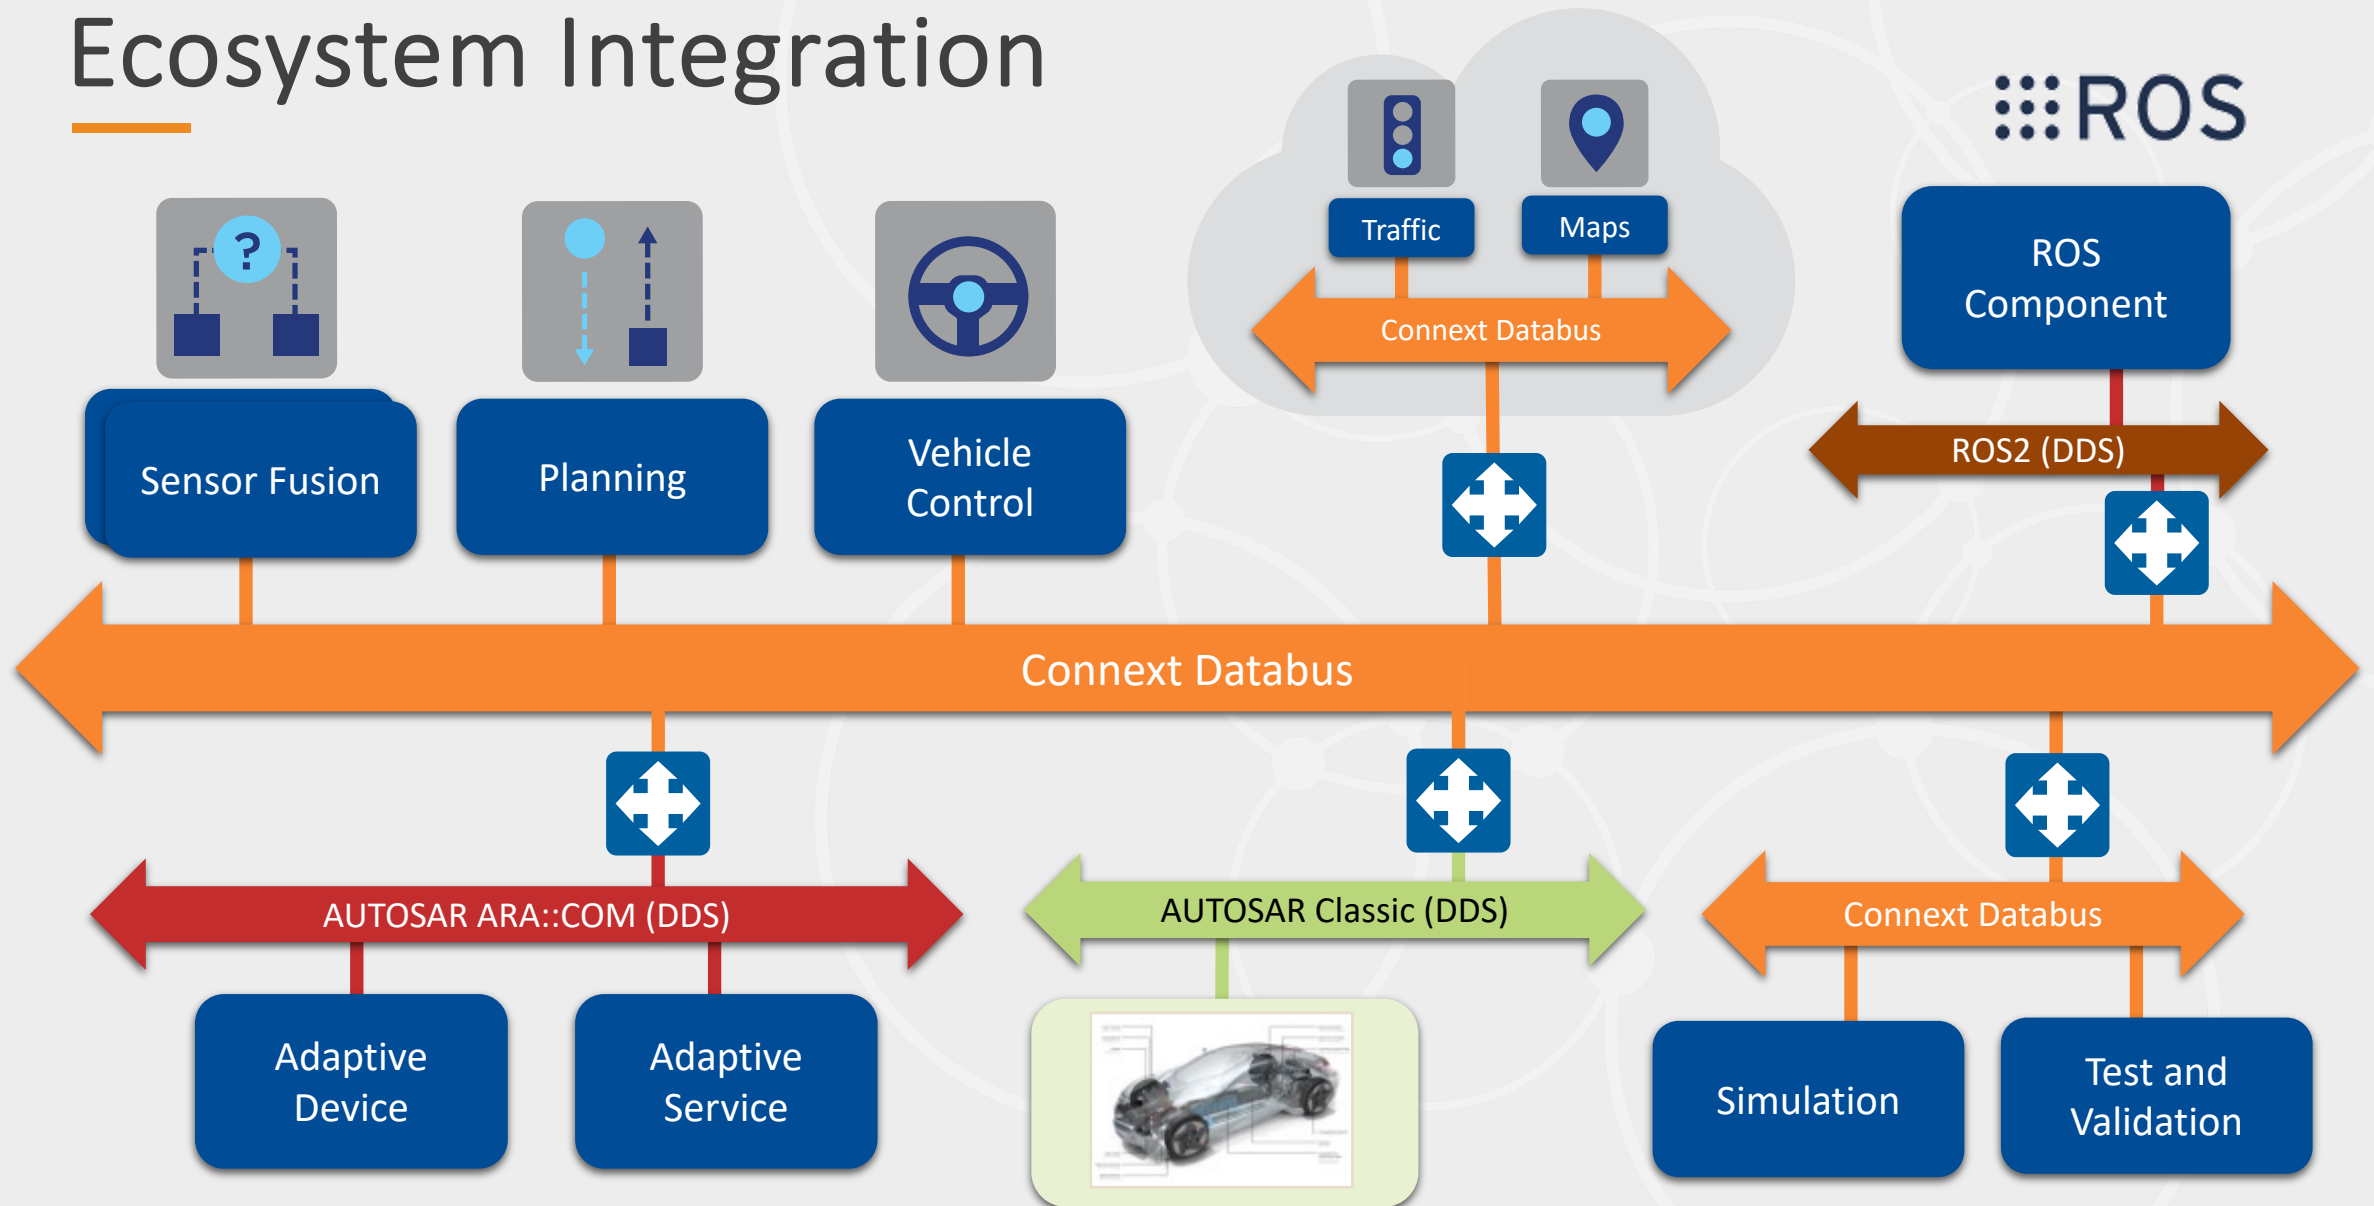 Ecosystem Integration
ROS
?
Traffic
Maps
Connext Databus
ROS
Component
ROS2 (DDS)
Sensor Fusion
Planning
Vehicle
Control
Connext Databus
AUTOSAR ARA::COM (DDS)
AUTOSAR Classic (DDS)
Connext Databus
Adaptive
Device
Adaptive
Service
Simulation
Test and
Validation